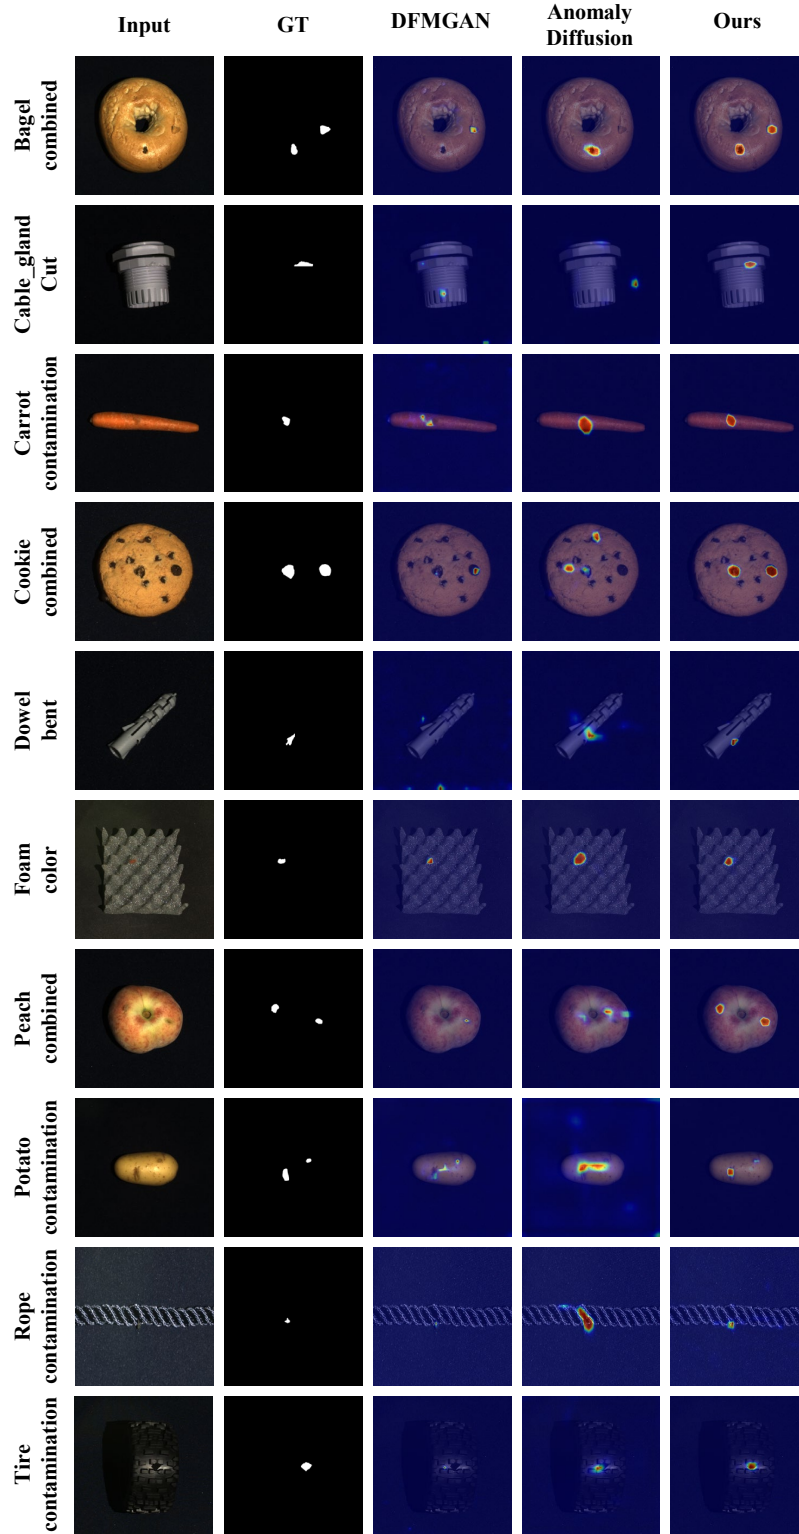 Input GT DFMGAN Anomaly Diffusion Ours
Bagel
combined
Cable_gland
Cut
Carrot
contamination
Cookie
combined
Dowel
bent
Foam
color
Peach
combined
Potato
contamination
Rope
contamination
Tire
contamination